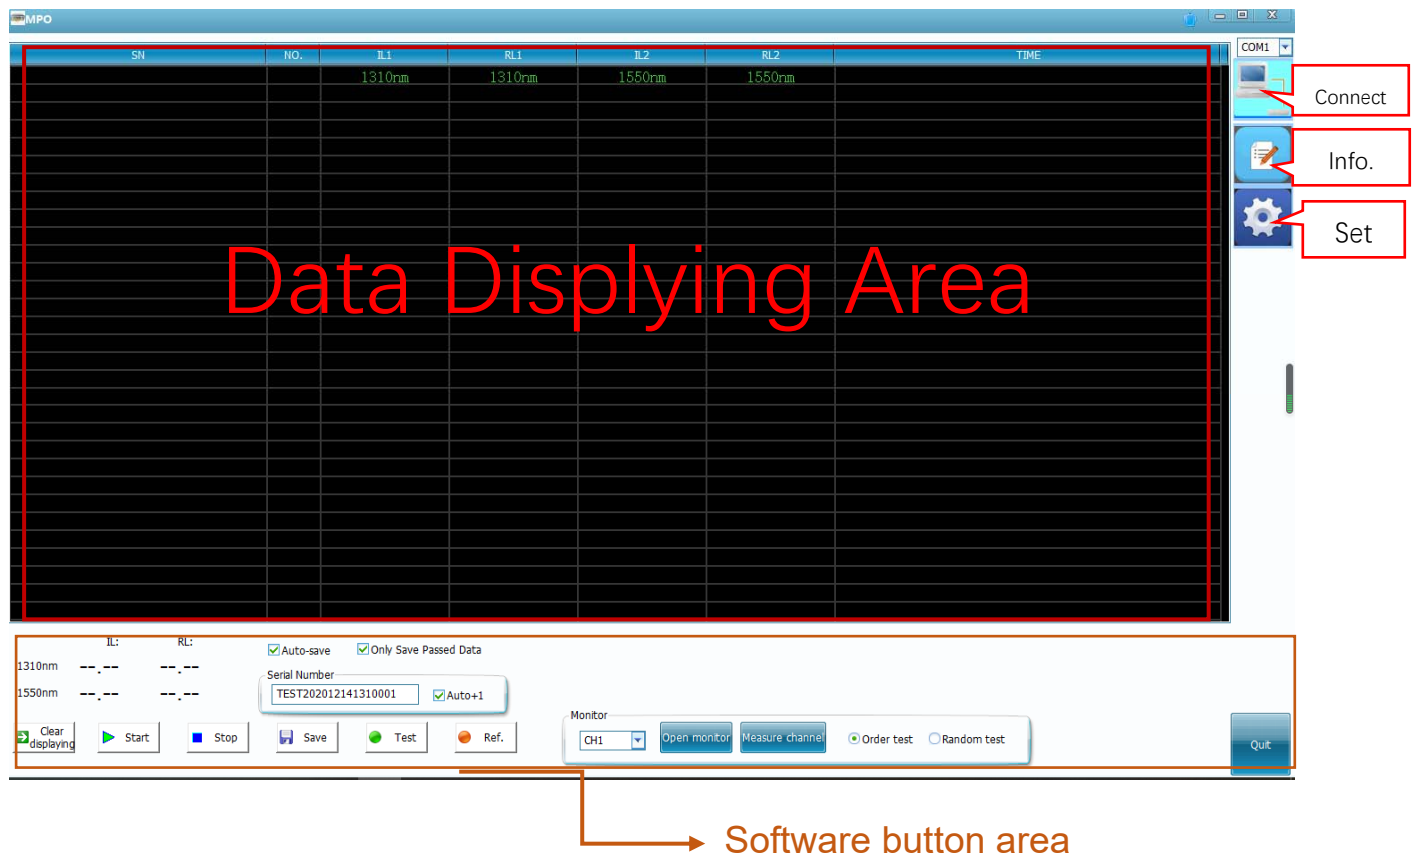 MPO
SN NO. IL1 RL1 IL2 RL2 TIME
COM1
1310nm 1310nm 1550nm 1550nm
Connect
Info.
Set
Data Displying Area
IL: RL:
Auto-save Only Save Passed Data
1310nm --.-- --.--
Serial Number
1550nm --.-- --.--
TEST202012141310001 Auto+1
Monitor
Clear
displaying
Start Stop Save Test Ref.
CH1 Open monitor Measure channel Order test Random test
Quit
Software button area